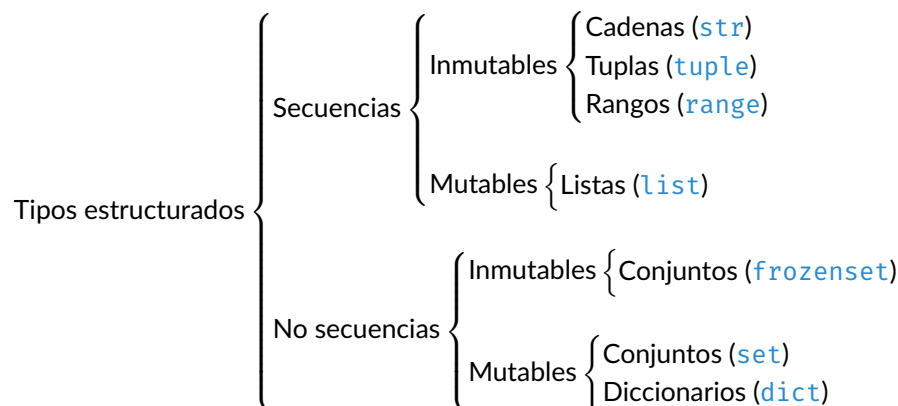 Tipos estructurados
Secuencias
Inmutables
Cadenas (str)
Tuplas (tuple)
Rangos (range)
Mutables
Listas (list)
No secuencias
Inmutables
Conjuntos (frozenset)
Mutables
Conjuntos (set)
Diccionarios (dict)